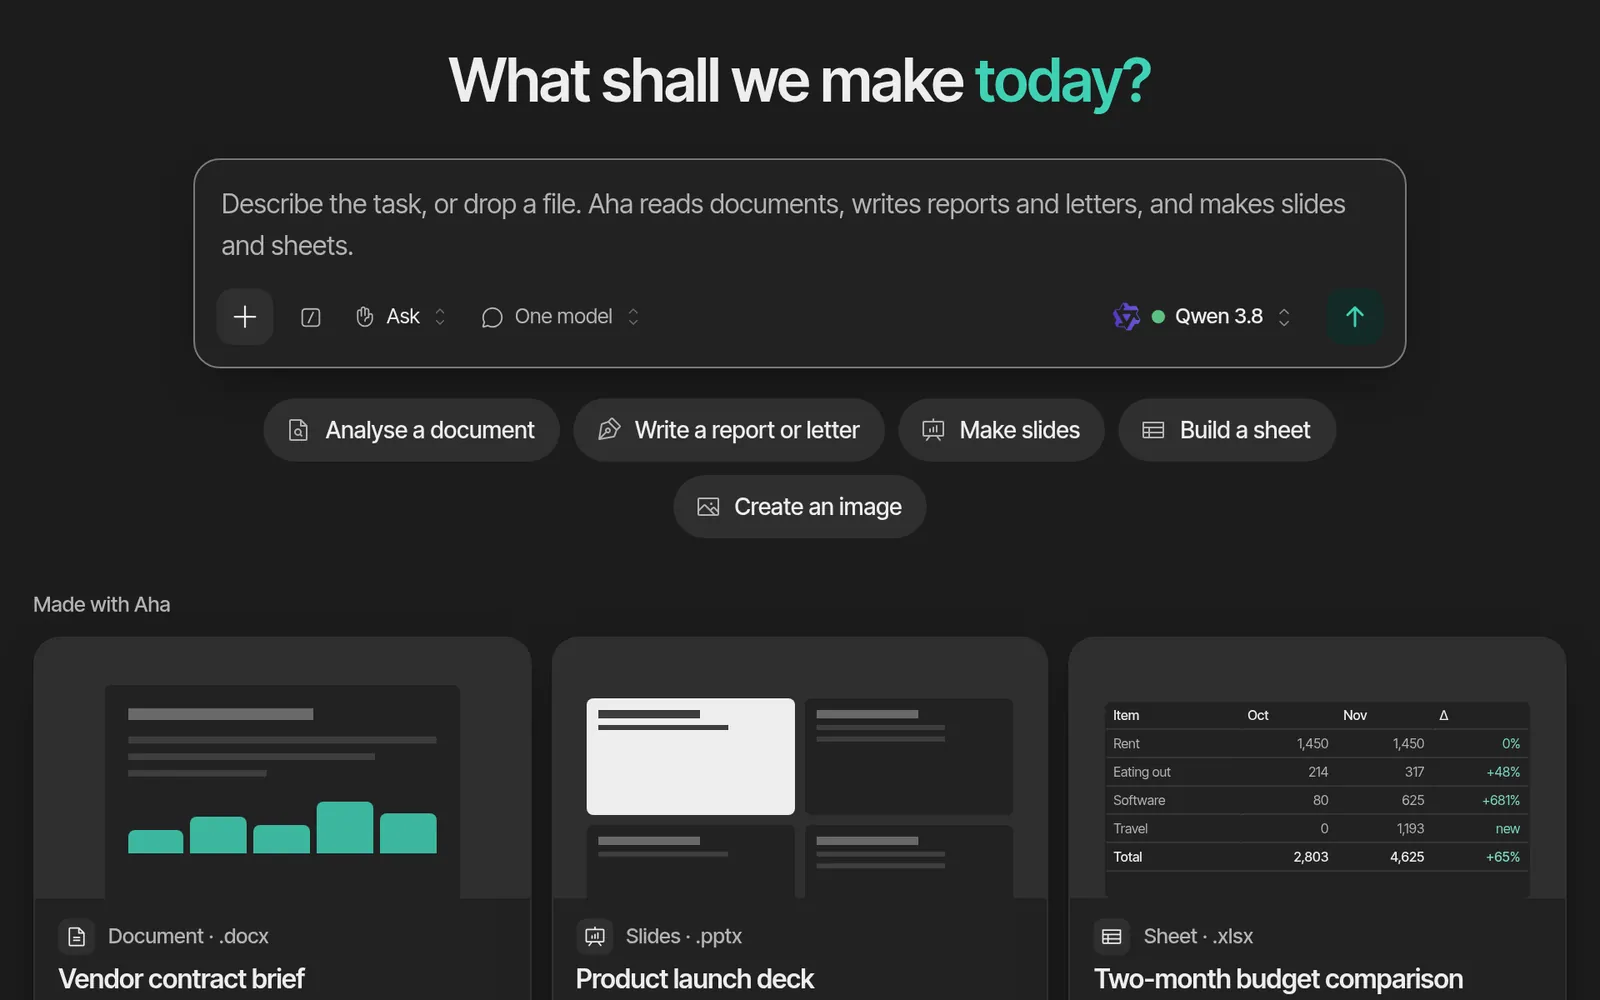 What shall we make today?
Describe the task, or drop a file. Aha reads documents, writes reports and letters, and makes slides
and sheets.
Ask
One model
Qwen 3.8
Analyse a document
Write a report or letter
Make slides
Build a sheet
Create an image
Made with Aha
Item Oct Nov Δ
Rent 1,450 1,450 0%
Eating out 214 317 +48%
Software 80 625 +681%
Travel 0 1,193 new
Total 2,803 4,625 +65%
Document · .docx
Vendor contract brief
Slides · .pptx
Product launch deck
Sheet · .xlsx
Two-month budget comparison